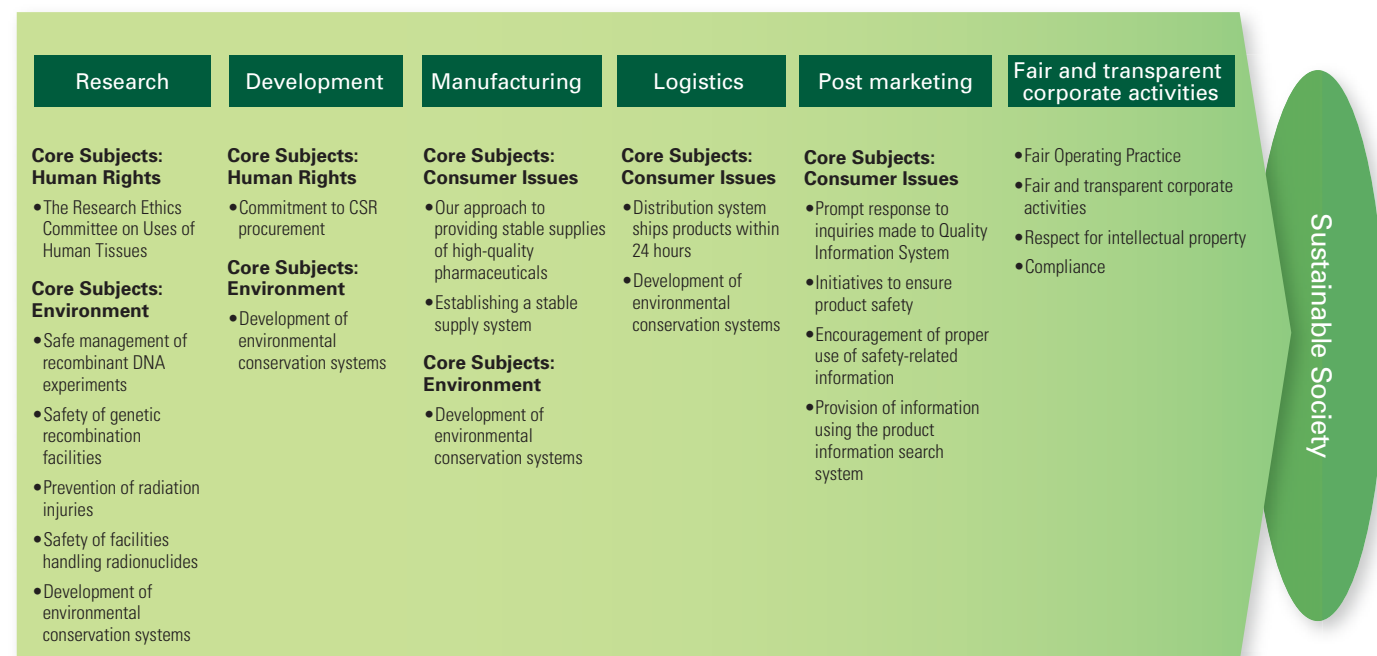 Research
Core Subjects:
Human Rights
•The Research Ethics
Committee on Uses of
Human Tissues
Core Subjects:
Environment
•Safe management of
recombinant DNA
experiments
•Safety of genetic
recombination
facilities
•Prevention of radiation
injuries
•Safety of facilities
handling radionuclides
•Development of
environmental
conservation systems
Development
Core Subjects:
Human Rights
•Commitment to CSR
procurement
Core Subjects:
Environment
•Development of
environmental
conservation systems
Manufacturing
Core Subjects:
Consumer Issues
•Our approach to
providing stable supplies
of high-quality
pharmaceuticals
•Establishing a stable
supply system
Core Subjects:
Environment
•Development of
environmental
conservation systems
Logistics
Core Subjects:
Consumer Issues
•Distribution system
ships products within
24 hours
•Development of
environmental
conservation systems
Post marketing
Core Subjects:
Consumer Issues
•Prompt response to
inquiries made to Quality
Information System
•Initiatives to ensure
product safety
•Encouragement of proper
use of safety-related
information
•Provision of information
using the product
information search
system
Fair and transparent
corporate activities
•Fair Operating Practice
•Fair and transparent corporate
activities
•Respect for intellectual property
•Compliance
Sustainable Society